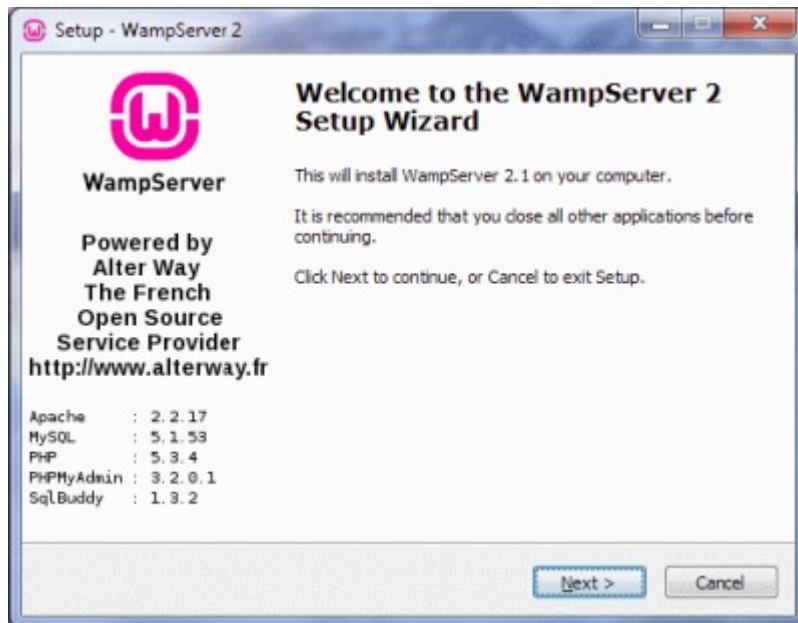 Setup - WampServer 2
WampServer
Powered by
Alter Way
The French
Open Source
Service Provider
http://www.alterway.fr
Apache : 2.2.17
MySQL : 5.1.53
PHP : 5.3.4
PHPMyAdmin : 3.2.0.1
SqlBuddy : 1.3.2
Welcome to the WampServer 2
Setup Wizard
This will install WampServer 2.1 on your computer.
It is recommended that you close all other applications before
continuing.
Click Next to continue, or Cancel to exit Setup.
Next >
Cancel